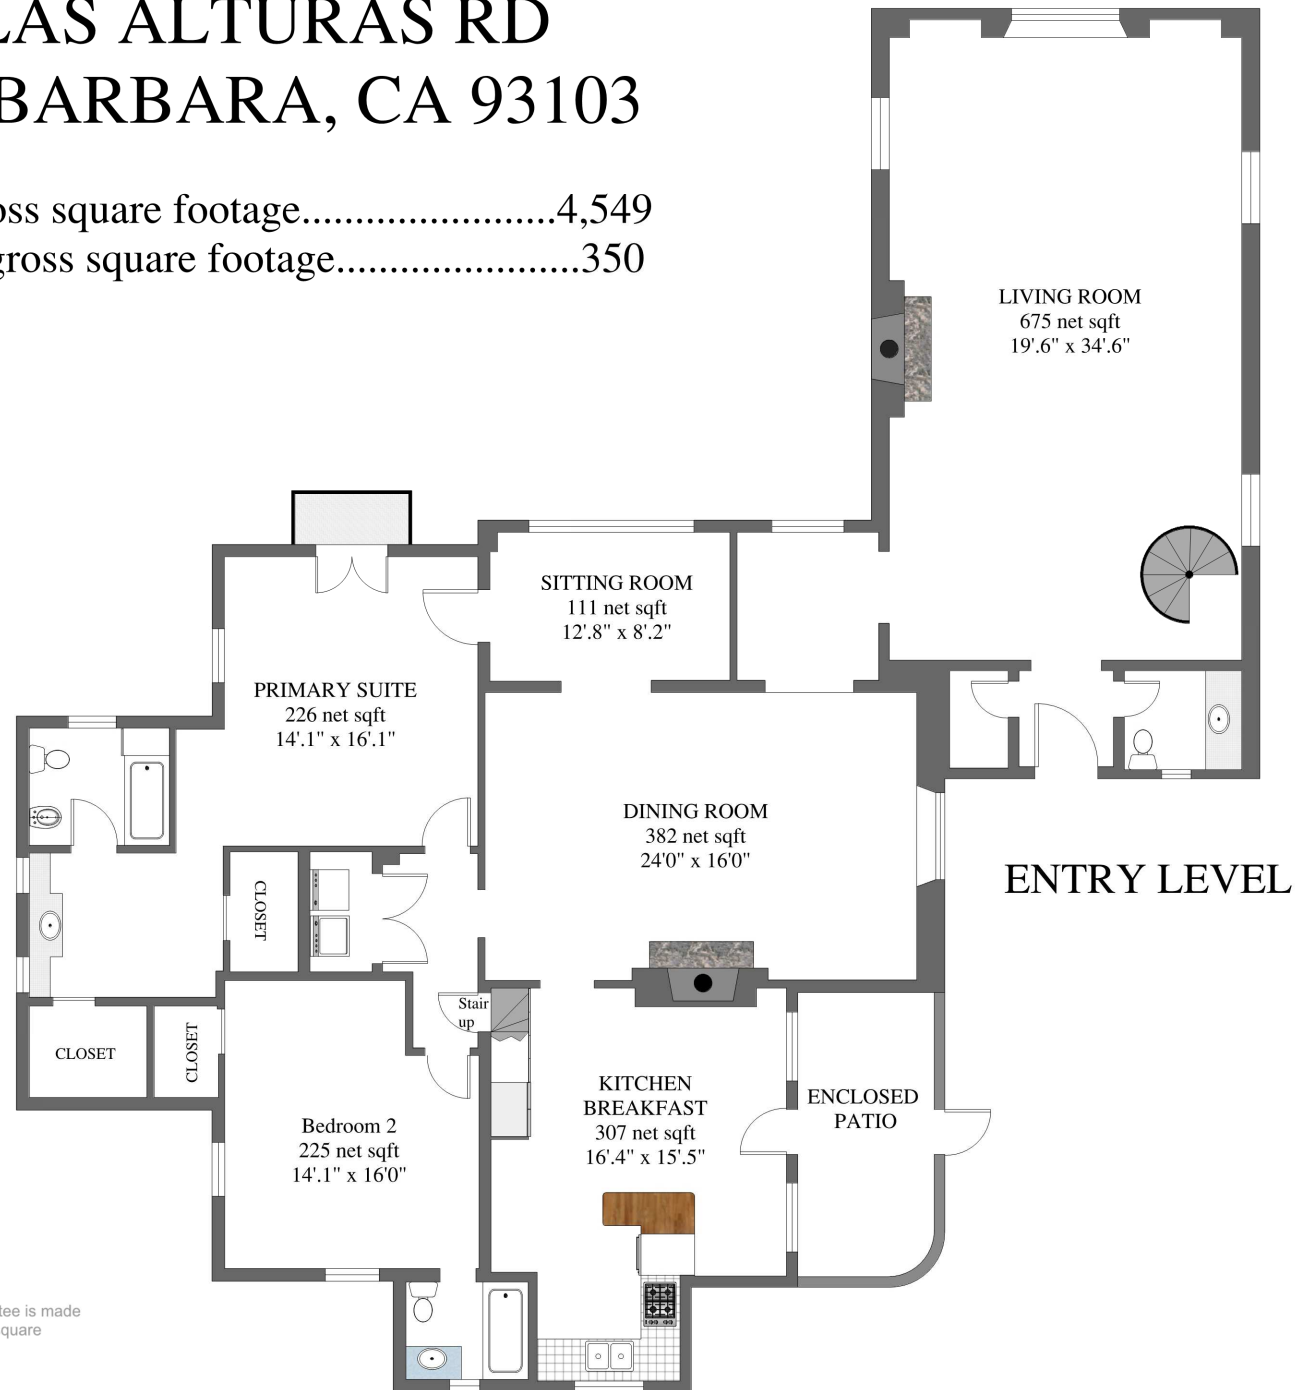 LAS ALTURAS RD
BARBARA, CA 93103
square footage........................4,549
gross square footage.......................350
LIVING ROOM
675 net sqft
19'.6" x 34'.6"
SITTING ROOM
111 net sqft
12'.8" x 8'.2"
PRIMARY SUITE
226 net sqft
14'.1" x 16'.1"
DINING ROOM
382 net sqft
24'0" x 16'0"
ENTRY LEVEL
CLOSET
Stair
up
CLOSET
CLOSET
KITCHEN
BREAKFAST
307 net sqft
16'.4" x 15'.5"
ENCLOSED
PATIO
Bedroom 2
225 net sqft
14'.1" x 16'0"
tee is made
quare